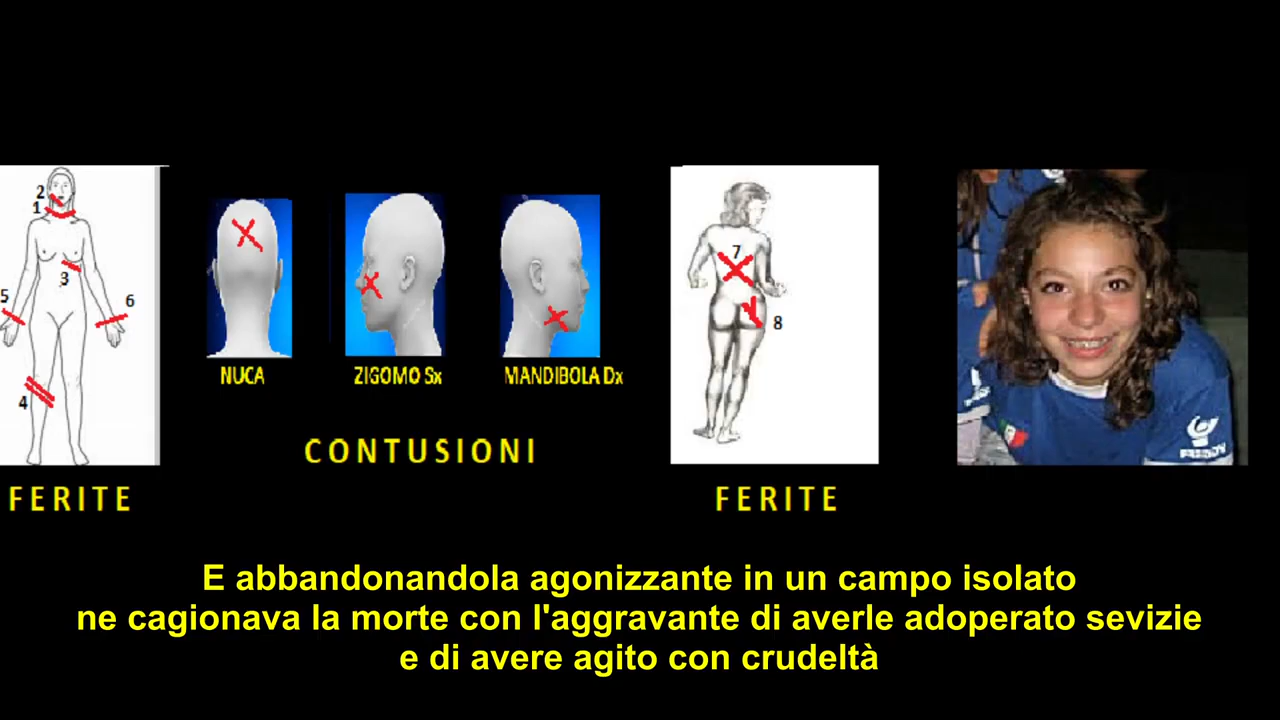 2
1
3
5
6
4
NUCA
ZIGOMO Sx
MANDIBOLA Dx
CONTUSIONI
FERITE
7
8
FERITE
E abbandonandola agonizzante in un campo isolato
ne cagionava la morte con l'aggravante di averle adoperato sevizie
e di avere agito con crudeltà